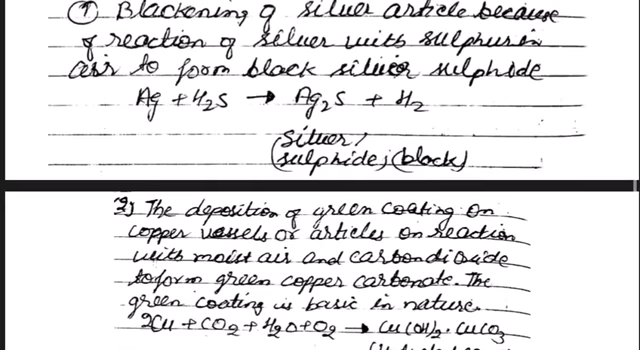 ① Blackening of silver article because
of reaction of silver with sulphur in
air to form black silver sulphide
Ag + H2S → Ag2S + H2
(silver,
sulphide; (black)
2) The deposition of green coating on
copper vessels or articles on reaction
with moist air and carbondioxide
to form green copper carbonate. The
green coating is basic in nature.
2Cu + CO2 + H2O + O2 → Cu(OH)2 . CuCO3